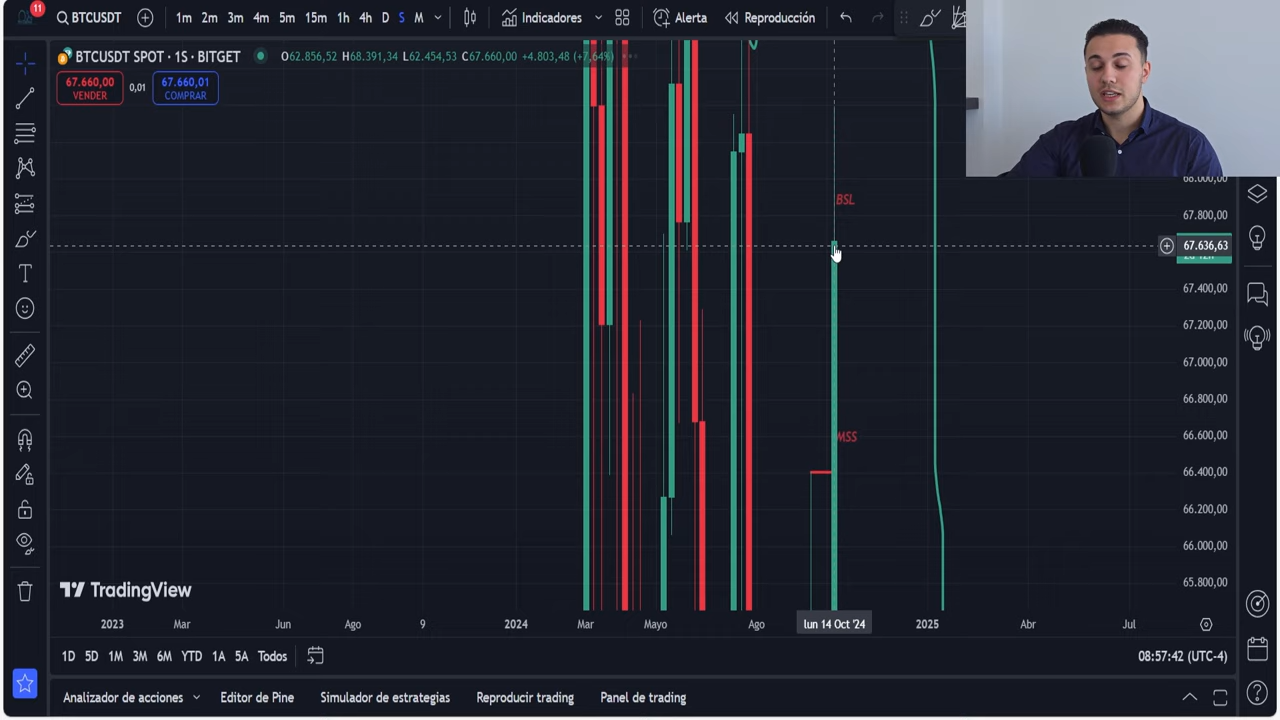 11
BTCUSDT
1m 2m 3m 4m 5m 15m 1h 4h D S M
Indicadores
Alerta
Reproducción
BTCUSDT SPOT · 1S · BITGET
O62.856,52 H68.391,34 L62.454,53 C67.660,00 +4.803,48 (+7,64%)
67.660,00
VENDER
0,01
67.660,01
COMPRAR
BSL
MSS
68.000,00
67.800,00
67.636,63
67.400,00
67.200,00
67.000,00
66.800,00
66.600,00
66.400,00
66.200,00
66.000,00
65.800,00
TradingView
2023 Mar Jun Ago 9 2024 Mar Mayo Ago lun 14 Oct '24 2025 Abr Jul
1D 5D 1M 3M 6M YTD 1A 5A Todos
08:57:42 (UTC-4)
Analizador de acciones
Editor de Pine
Simulador de estrategias
Reproducir trading
Panel de trading